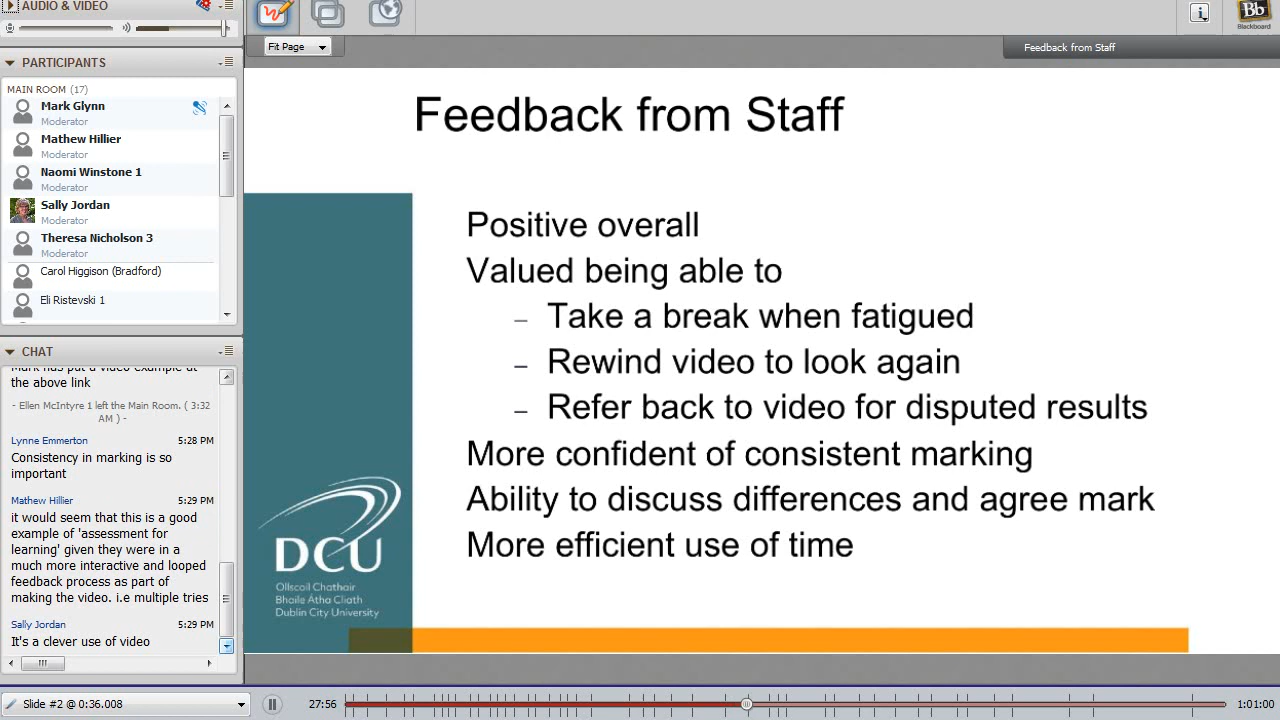 AUDIO & VIDEO
PARTICIPANTS
MAIN ROOM (17)
Mark Glynn
Moderator
Mathew Hillier
Moderator
Naomi Winstone 1
Moderator
Sally Jordan
Moderator
Theresa Nicholson 3
Moderator
Carol Higgison (Bradford)
Eli Ristevski 1
CHAT
the above link
- Ellen McIntyre 1 left the Main Room. ( 3:32
AM ) -
Lynne Emmerton 5:28 PM
Consistency in marking is so
important
Mathew Hillier 5:29 PM
it would seem that this is a good
example of 'assessment for
learning' given they were in a
much more interactive and looped
feedback process as part of
making the video. i.e multiple tries
Sally Jordan 5:29 PM
It's a clever use of video
Fit Page
i
Bb
Blackboard
Feedback from Staff
Feedback from Staff
Positive overall
Valued being able to
– Take a break when fatigued
– Rewind video to look again
– Refer back to video for disputed results
More confident of consistent marking
Ability to discuss differences and agree mark
More efficient use of time
DCU
Ollscoil Chathair
Bhaile Átha Cliath
Dublin City University
Slide #2 @ 0:36.008
27:56
1:01:00